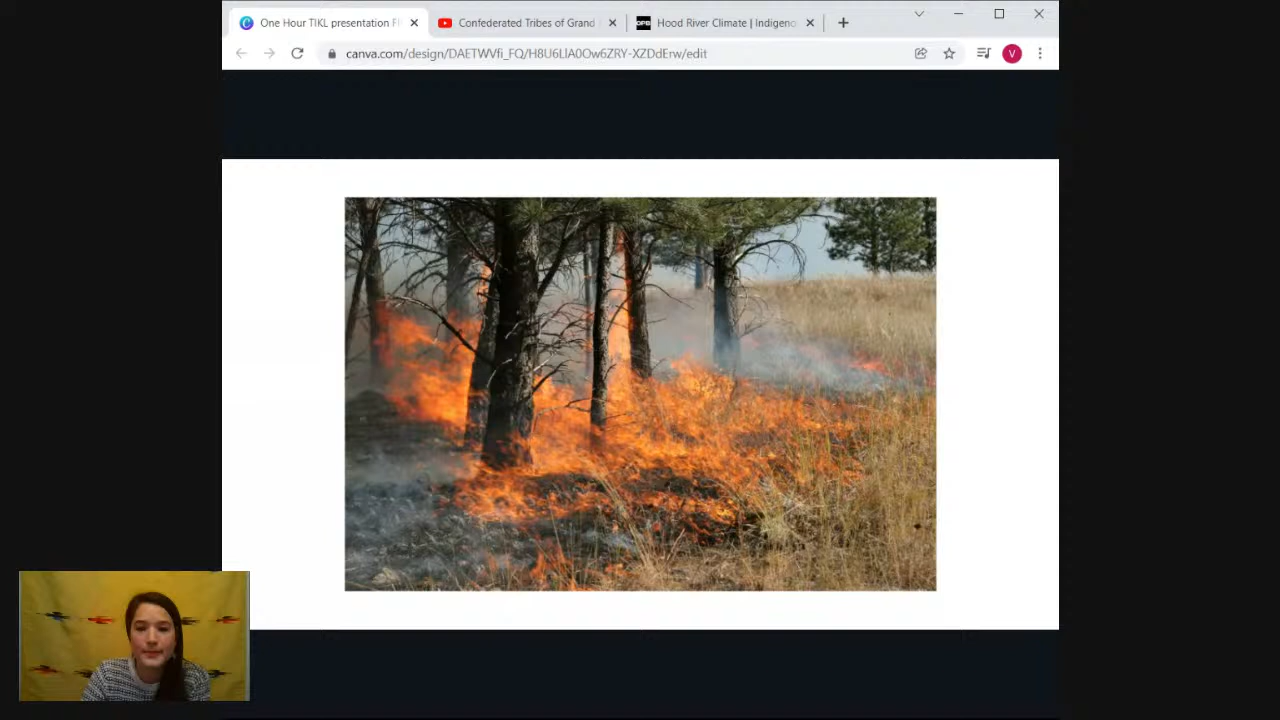 One Hour TIKL presentation
Confederated Tribes of Grand
Hood River Climate | Indigeno
canva.com/design/DAETWVfi_FQ/H8U6LlA0Ow6ZRY-XZDdErw/edit
V